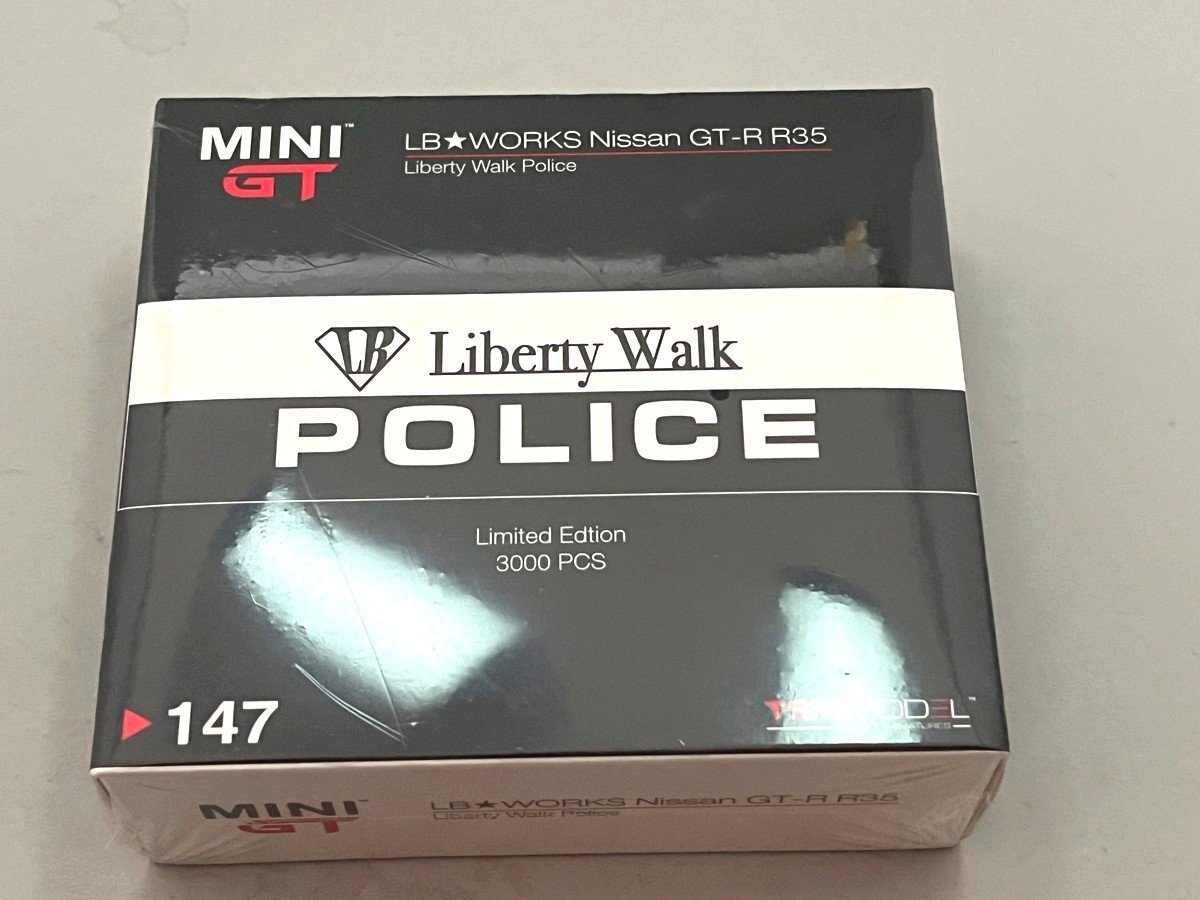 MINI™
GT
LB★WORKS Nissan GT-R R35
Liberty Walk Police
LB Liberty Walk
POLICE
Limited Edtion
3000 PCS
147
MINI
GT
LB★WORKS Nissan GT-R R35
Liberty Walk Police